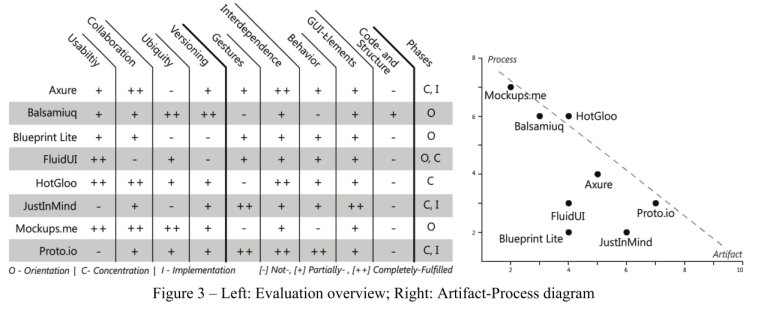 Usabiltiy Collaboration Ubiquity Versioning Gestures Interdependence Behavior GUI-Elements Code- and Structure Phases
Axure + ++ - + + ++ + + - C, I
Balsamiuq + + ++ ++ - + - + + O
Blueprint Lite + + - - + + + + - O
FluidUI ++ - + - + + + + - O, C
HotGloo ++ ++ + + - ++ + + - C
JustInMind - + - + ++ + + ++ - C, I
Mockups.me ++ ++ ++ + - + - + - O
Proto.io - + + + ++ ++ ++ + - C, I
O - Orientation | C- Concentration | I - Implementation [-] Not-, [+] Partially- , [++] Completely-Fulfilled
Process
8
6
4
2
2 4 6 8 10
Mockups.me
Balsamiuq
HotGloo
Axure
FluidUI
Proto.io
Blueprint Lite
JustInMind
Artifact
Figure 3 – Left: Evaluation overview; Right: Artifact-Process diagram